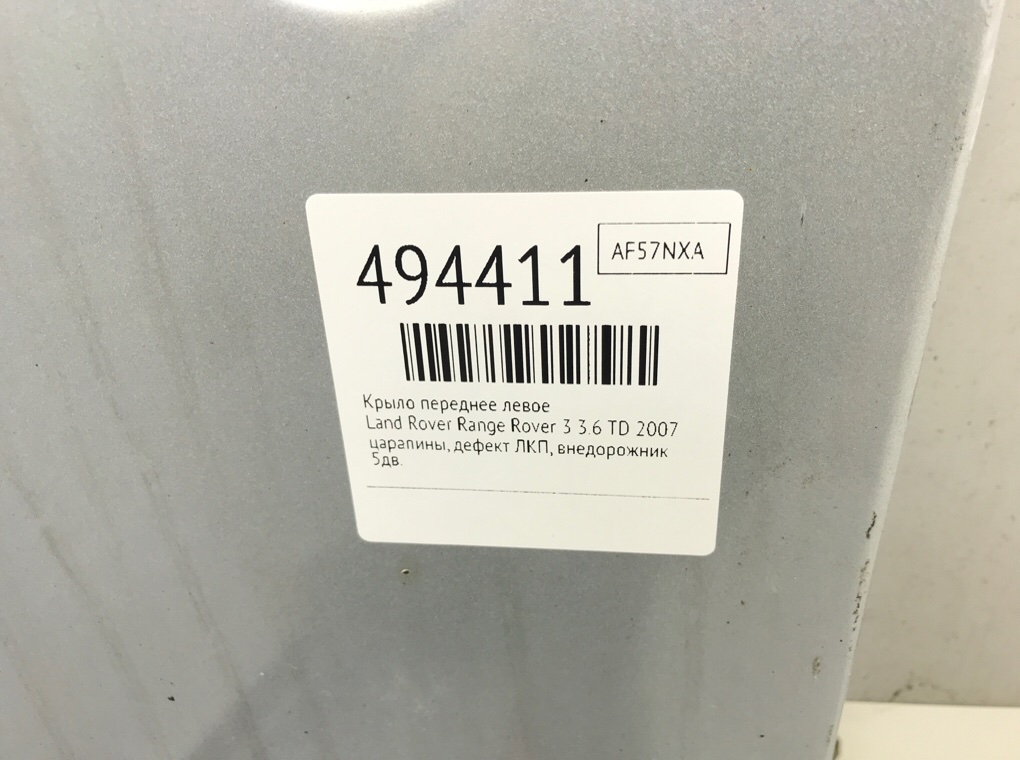 494411
AF57NXA
Крыло переднее левое
Land Rover Range Rover 3 3.6 TD 2007
царапины, дефект ЛКП, внедорожник
5дв.